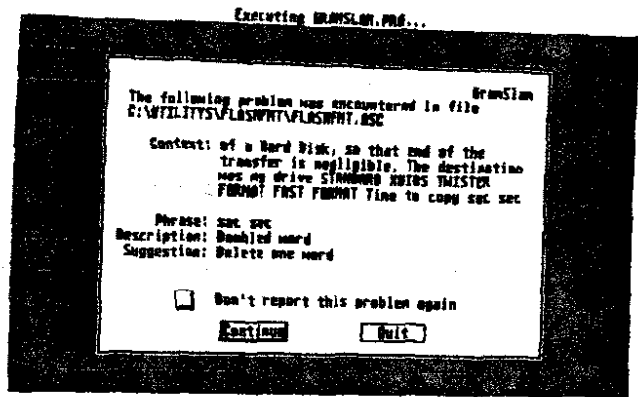 Executing GRAMSLAM.PRG...
GramSlam
The following problem was encountered in file
C:\UTILITYS\FLASHFMT\FLASHFMT.ASC
Context: of a Hard Disk, so that end of the
transfer is negligible. The destination
was my drive STANDARD TWISTER
FORMAT FAST FORMAT Time to copy sec sec
Phrase: sec sec
Description: Doubled word
Suggestion: Delete one word
Don't report this problem again
Continue Quit